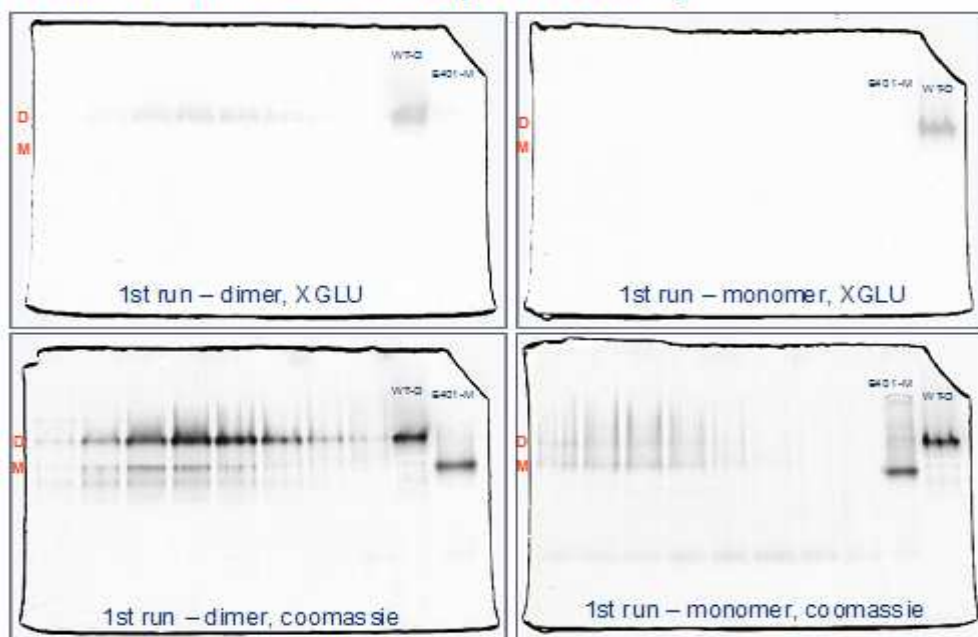 WT-D
E401-M
D
M
1st run – dimer, XGLU
E401-M
WT-D
D
M
1st run – monomer, XGLU
WT-D
E401-M
D
M
1st run – dimer, coomassie
E401-M
WT-D
D
M
1st run – monomer, coomassie